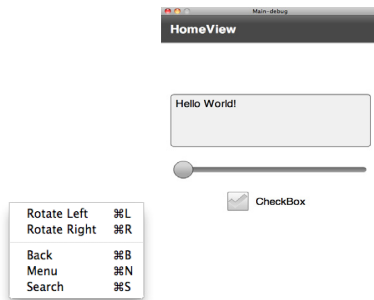 Main-debug
HomeView
Hello World!
CheckBox
Rotate Left ⌘L
Rotate Right ⌘R
Back ⌘B
Menu ⌘N
Search ⌘S